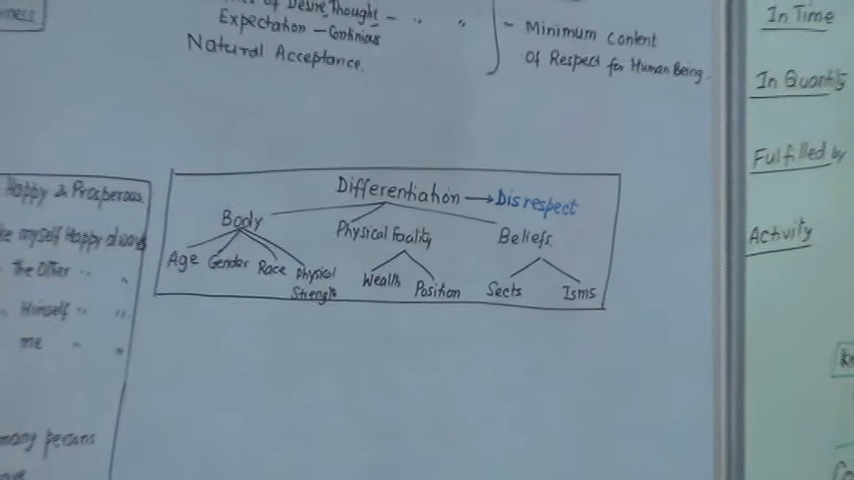 of Desire, Thought - " "
Expectation - Continious
Natural Acceptance.
- Minimum content
of Respect for Human Being.
In Time
In Quantity
Fulfilled by
Activity
Happy & Prosperous.
myself Happy always
The Other " "
" Himself " "
me " "
many persons
Differentiation → Disrespect
Body Physical Facility Beliefs
Age Gender Race Physical Strength Wealth Position Sects Isms